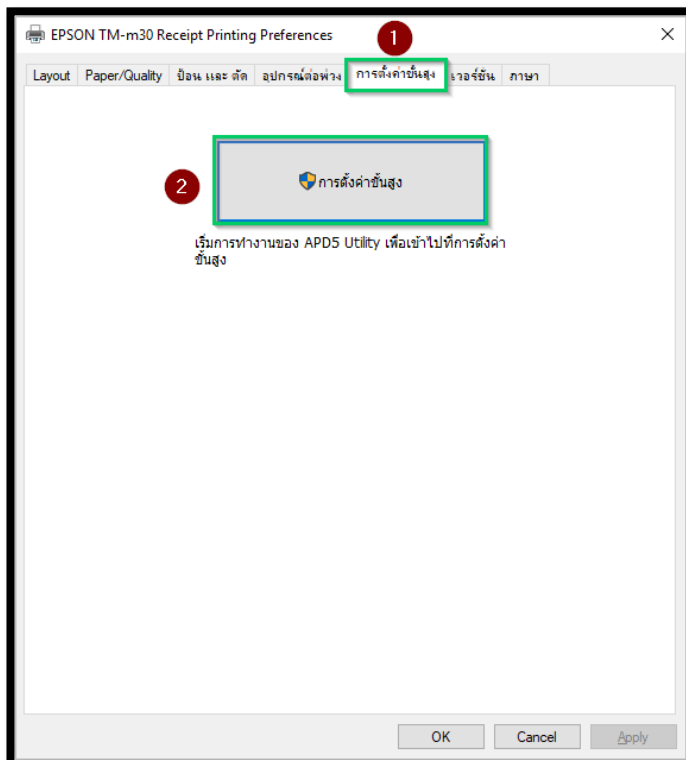 EPSON TM-m30 Receipt Printing Preferences
1
Layout Paper/Quality ป้อน และ ตัด อุปกรณ์ต่อพ่วง การตั้งค่าขั้นสูง เวอร์ชัน ภาษา
2
การตั้งค่าขั้นสูง
เริ่มการทำงานของ APD5 Utility เพื่อเข้าไปที่การตั้งค่า
ขั้นสูง
OK Cancel Apply